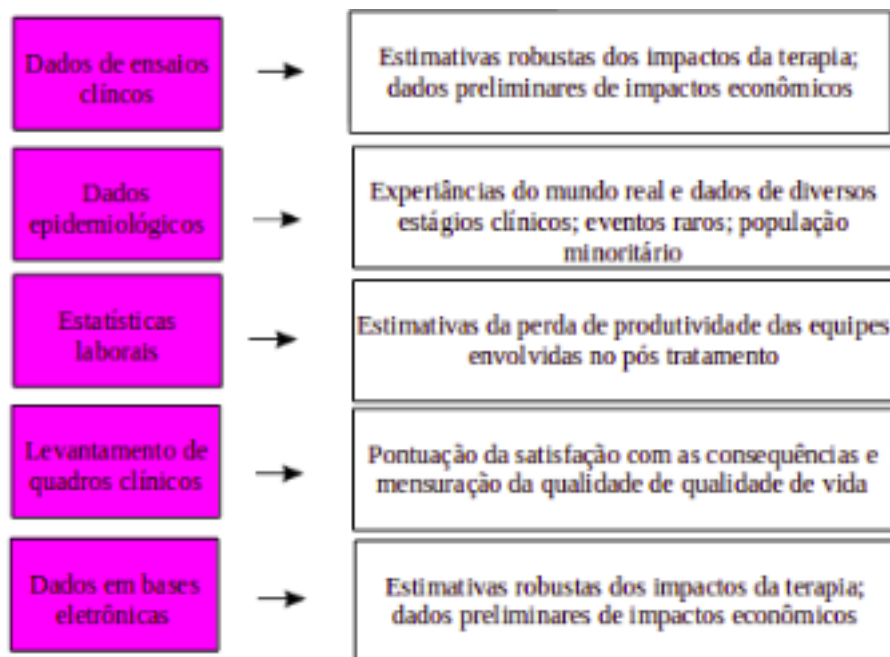 Dados de ensaios
clíncos
Estimativas robustas dos impactos da terapia;
dados preliminares de impactos econômicos
Dados
epidemiológicos
Experiâncias do mundo real e dados de diversos
estágios clínicos; eventos raros; população
minoritário
Estatísticas
laborais
Estimativas da perda de produtividade das equipes
envolvidas no pós tratamento
Levantamento de
quadros clínicos
Pontuação da satisfação com as consequências e
mensuração da qualidade de qualidade de vida
Dados em bases
eletrônicas
Estimativas robustas dos impactos da terapia;
dados preliminares de impactos econômicos